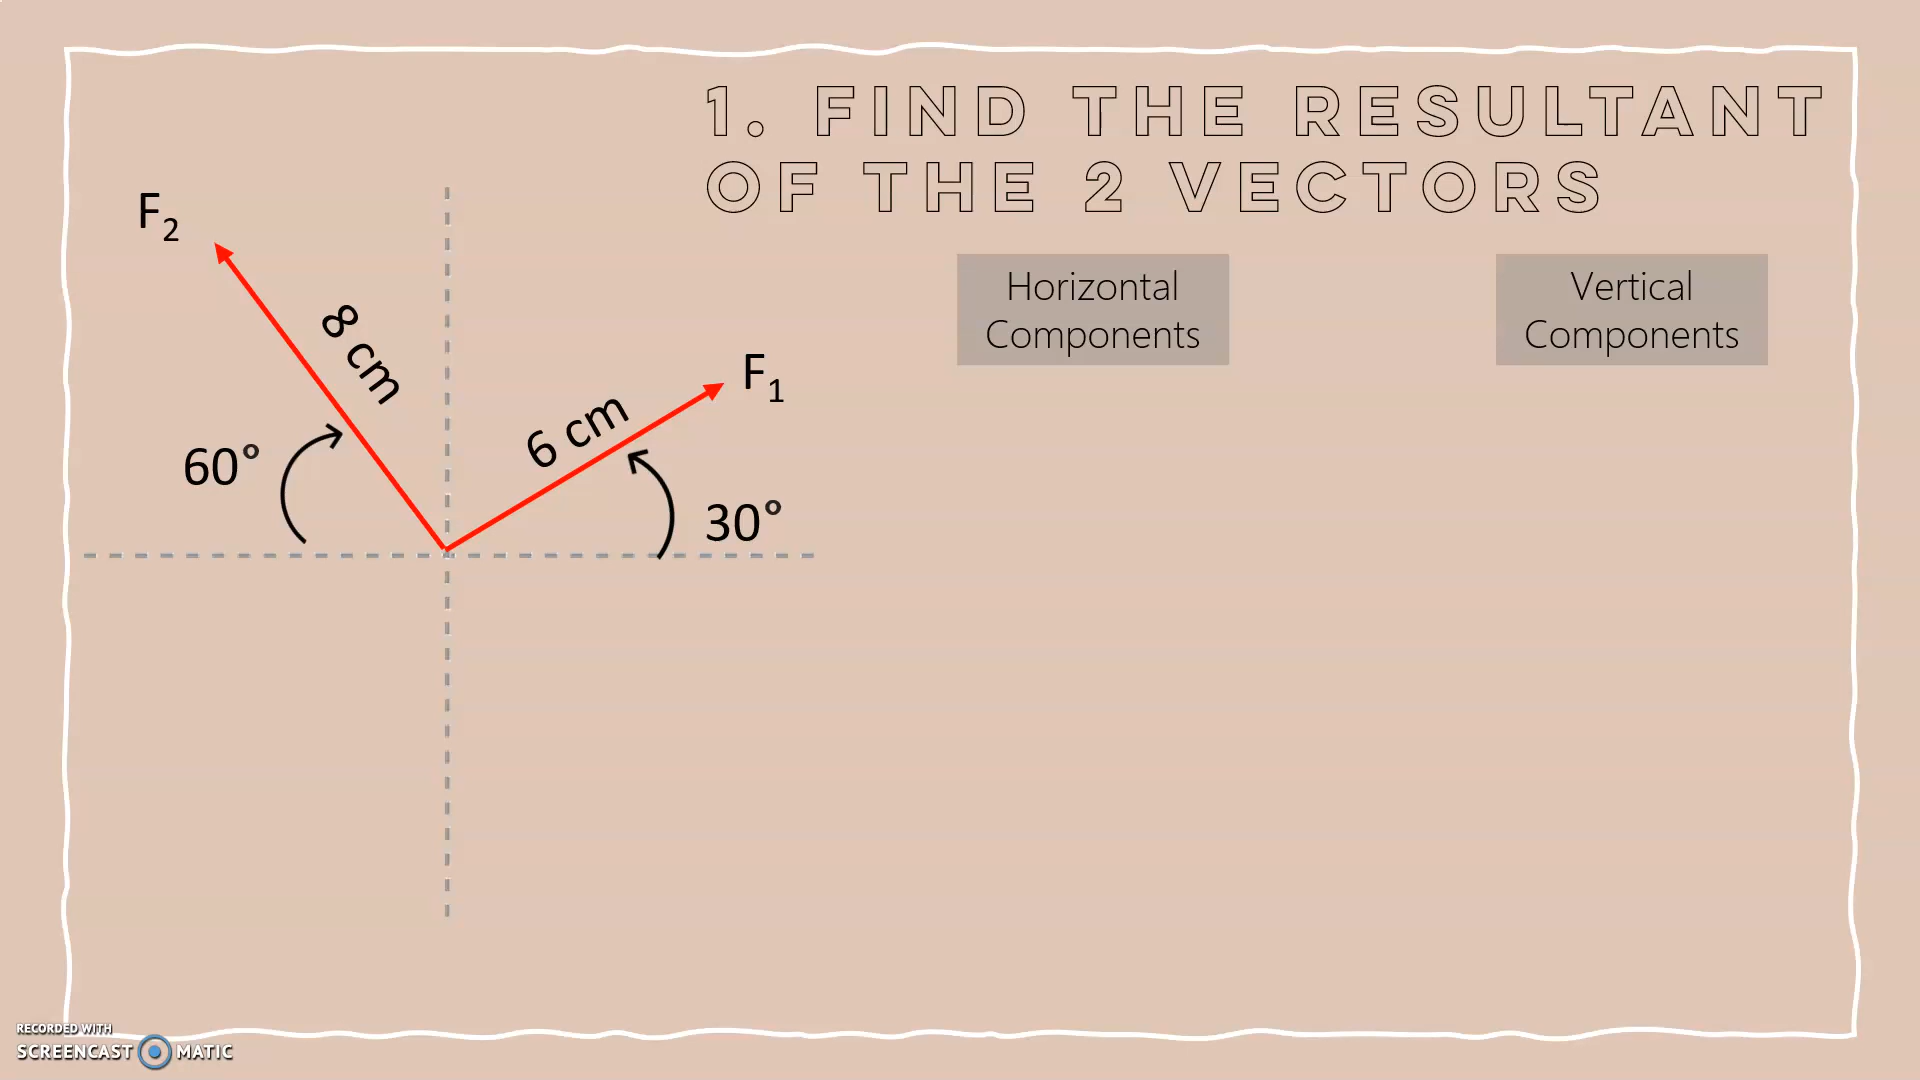 1. FIND THE RESULTANT
OF THE 2 VECTORS
F2
8 cm
60°
F1
6 cm
30°
Horizontal
Components
Vertical
Components
RECORDED WITH
SCREENCAST MATIC